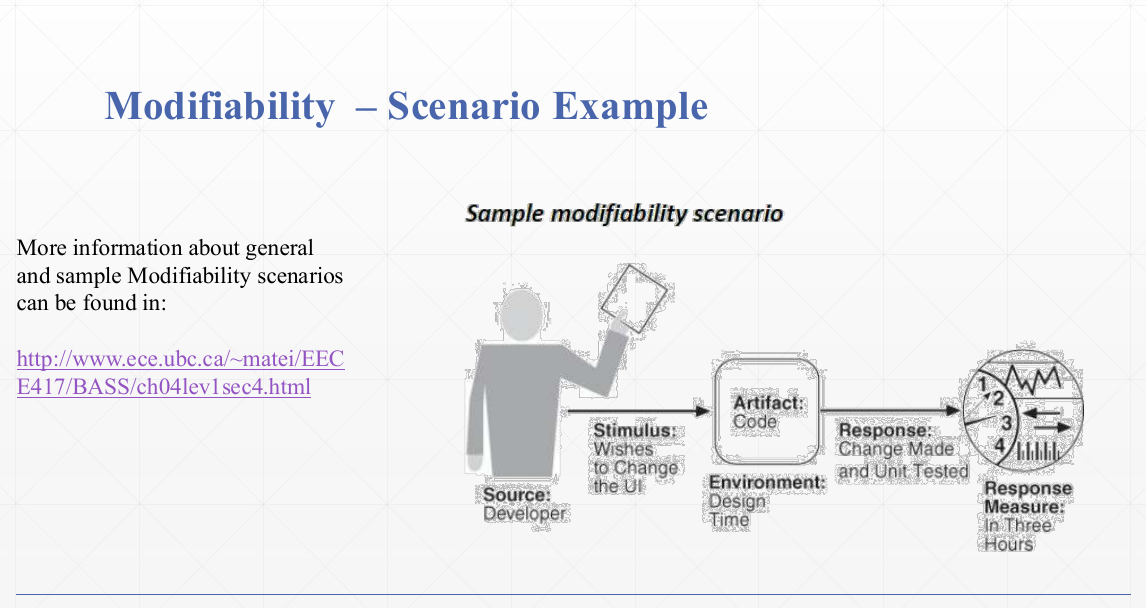 Modifiability – Scenario Example
Sample modifiability scenario
More information about general
and sample Modifiability scenarios
can be found in:
http://www.ece.ubc.ca/~matei/EEC
E417/BASS/ch04lev1sec4.html
Source:
Developer
Stimulus:
Wishes
to Change
the UI
Artifact:
Code
Environment:
Design
Time
Response:
Change Made
and Unit Tested
1
2
3
4
Response
Measure:
In Three
Hours